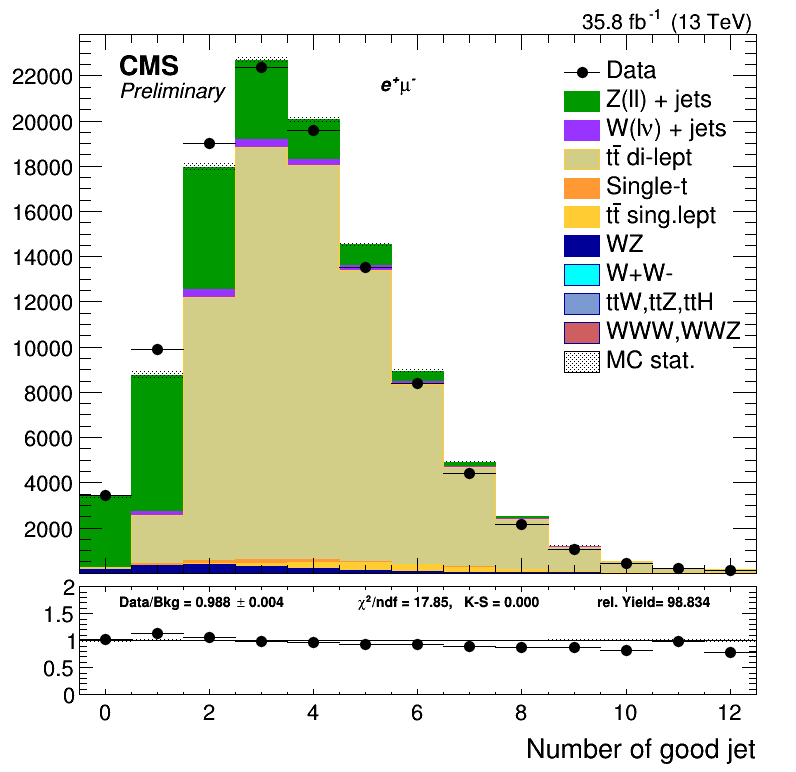 35.8 fb⁻¹ (13 TeV)
CMS
Preliminary
e⁺μ⁻
Data
Z(ll) + jets
W(lν) + jets
tt̄ di-lept
Single-t
tt̄ sing.lept
WZ
W+W-
ttW,ttZ,ttH
WWW,WWZ
MC stat.
22000
20000
18000
16000
14000
12000
10000
8000
6000
4000
2000
Data/Bkg = 0.988 ± 0.004 χ²/ndf = 17.85, K-S = 0.000 rel. Yield= 98.834
2
1.5
1
0.5
0
0 2 4 6 8 10 12
Number of good jet